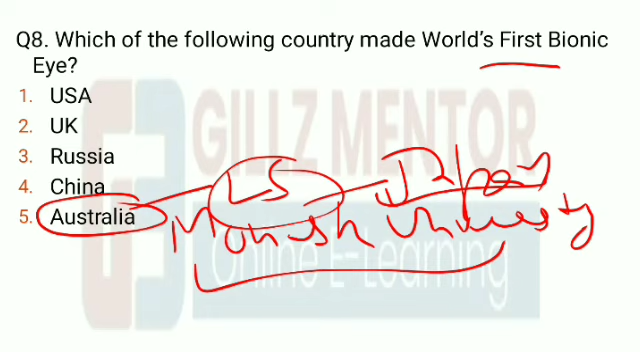 Q8. Which of the following country made World's First Bionic
Eye?
1. USA
2. UK
3. Russia
4. China
5. Australia
GILLZ MENTOR
Monash University
Online E-Learning